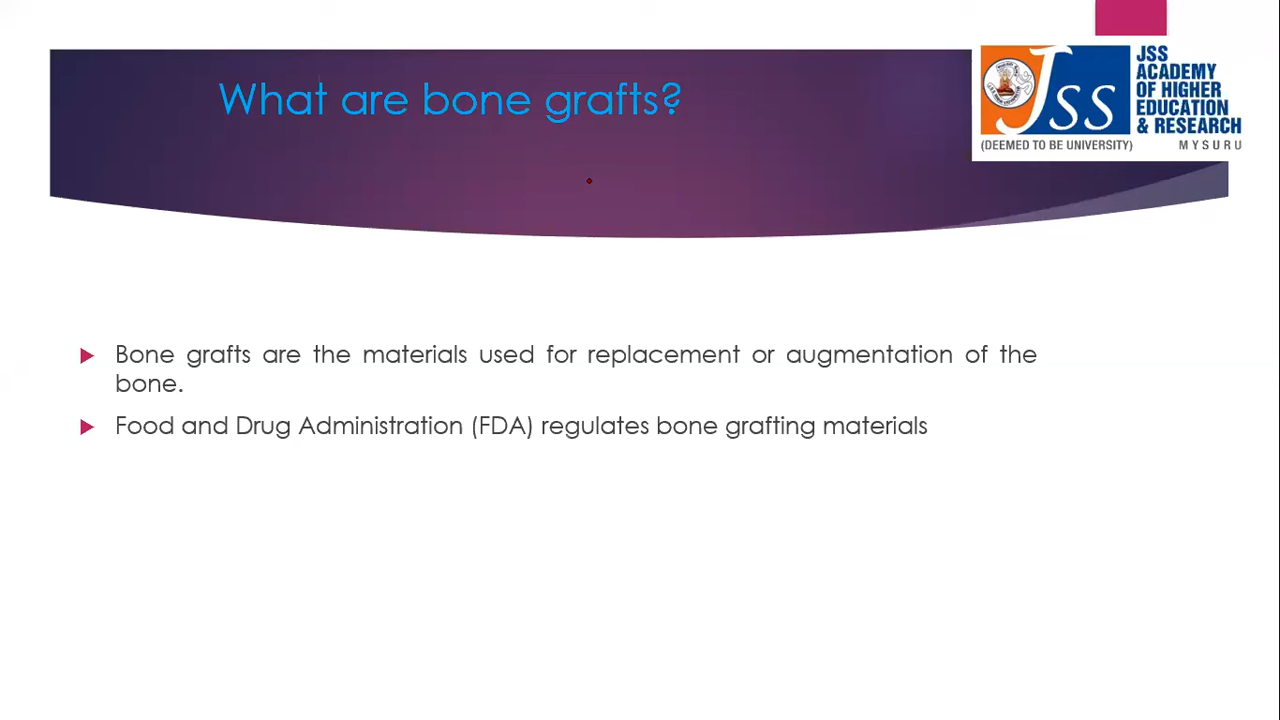 What are bone grafts?
JSS
JSS
ACADEMY
OF HIGHER
EDUCATION
& RESEARCH
(DEEMED TO BE UNIVERSITY) MYSURU
Bone grafts are the materials used for replacement or augmentation of the
bone.
Food and Drug Administration (FDA) regulates bone grafting materials